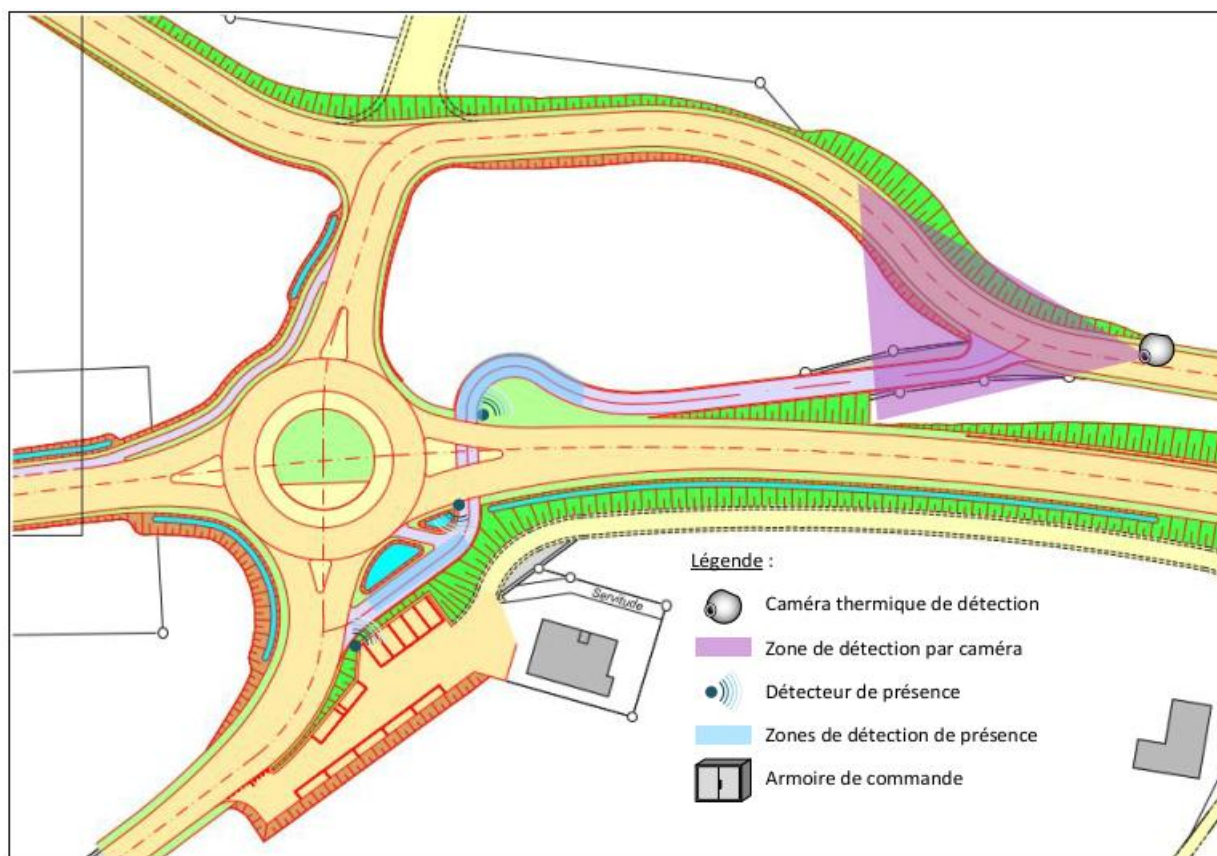 Servitude
Légende :
Caméra thermique de détection
Zone de détection par caméra
Détecteur de présence
Zones de détection de présence
Armoire de commande